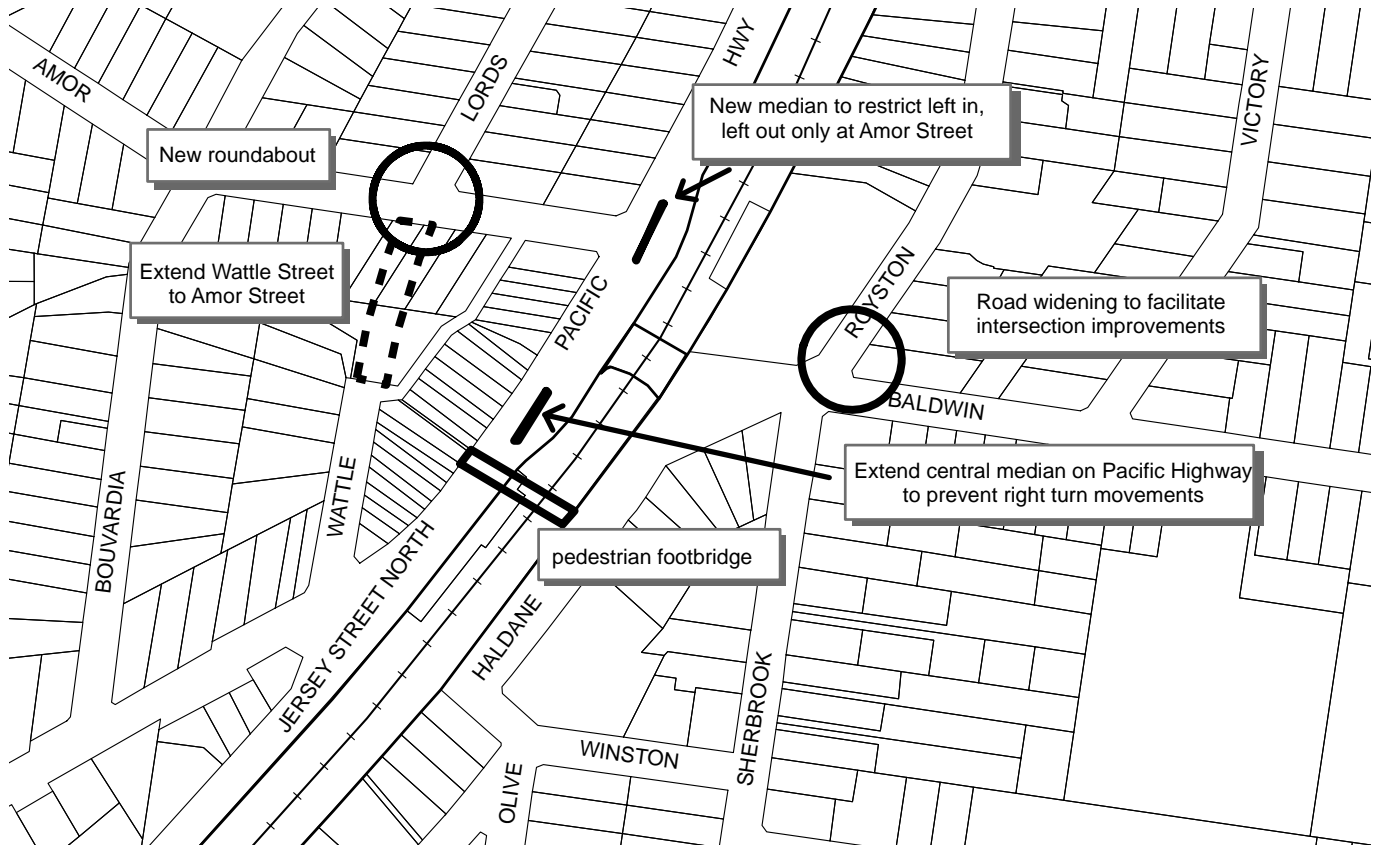 AMOR
LORDS
HWY
VICTORY
New median to restrict left in,
left out only at Amor Street
New roundabout
Extend Wattle Street
to Amor Street
ROYSTON
Road widening to facilitate
intersection improvements
PACIFIC
BALDWIN
Extend central median on Pacific Highway
to prevent right turn movements
BOUVARDIA
WATTLE
pedestrian footbridge
JERSEY STREET NORTH
HALDANE
SHERBROOK
WINSTON
OLIVE